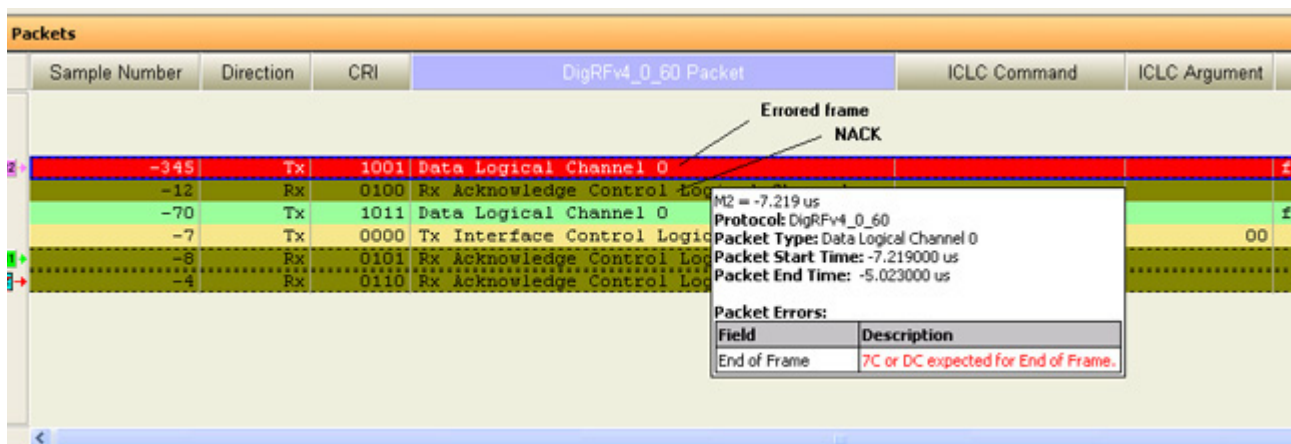 Packets
Sample Number Direction CRI DigRFv4_0_60 Packet ICLC Command ICLC Argument
Errored frame
NACK
2 -345 Tx 1001 Data Logical Channel 0
-12 Rx 0100 Rx Acknowledge Control
-70 Tx 1011 Data Logical Channel 0
-7 Tx 0000 Tx Interface Control Logic 00
1 -8 Rx 0101 Rx Acknowledge Control Log
-4 Rx 0110 Rx Acknowledge Control Log
M2 = -7.219 us
Protocol: DigRFv4_0_60
Packet Type: Data Logical Channel 0
Packet Start Time: -7.219000 us
Packet End Time: -5.023000 us
Packet Errors:
Field Description
End of Frame 7C or DC expected for End of Frame.